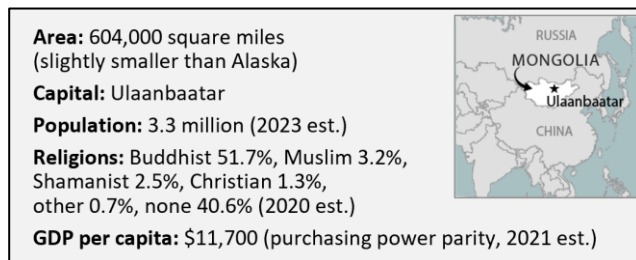 Area: 604,000 square miles
(slightly smaller than Alaska)
Capital: Ulaanbaatar
Population: 3.3 million (2023 est.)
Religions: Buddhist 51.7%, Muslim 3.2%,
Shamanist 2.5%, Christian 1.3%,
other 0.7%, none 40.6% (2020 est.)
GDP per capita: $11,700 (purchasing power parity, 2021 est.)
RUSSIA
MONGOLIA
Ulaanbaatar
CHINA